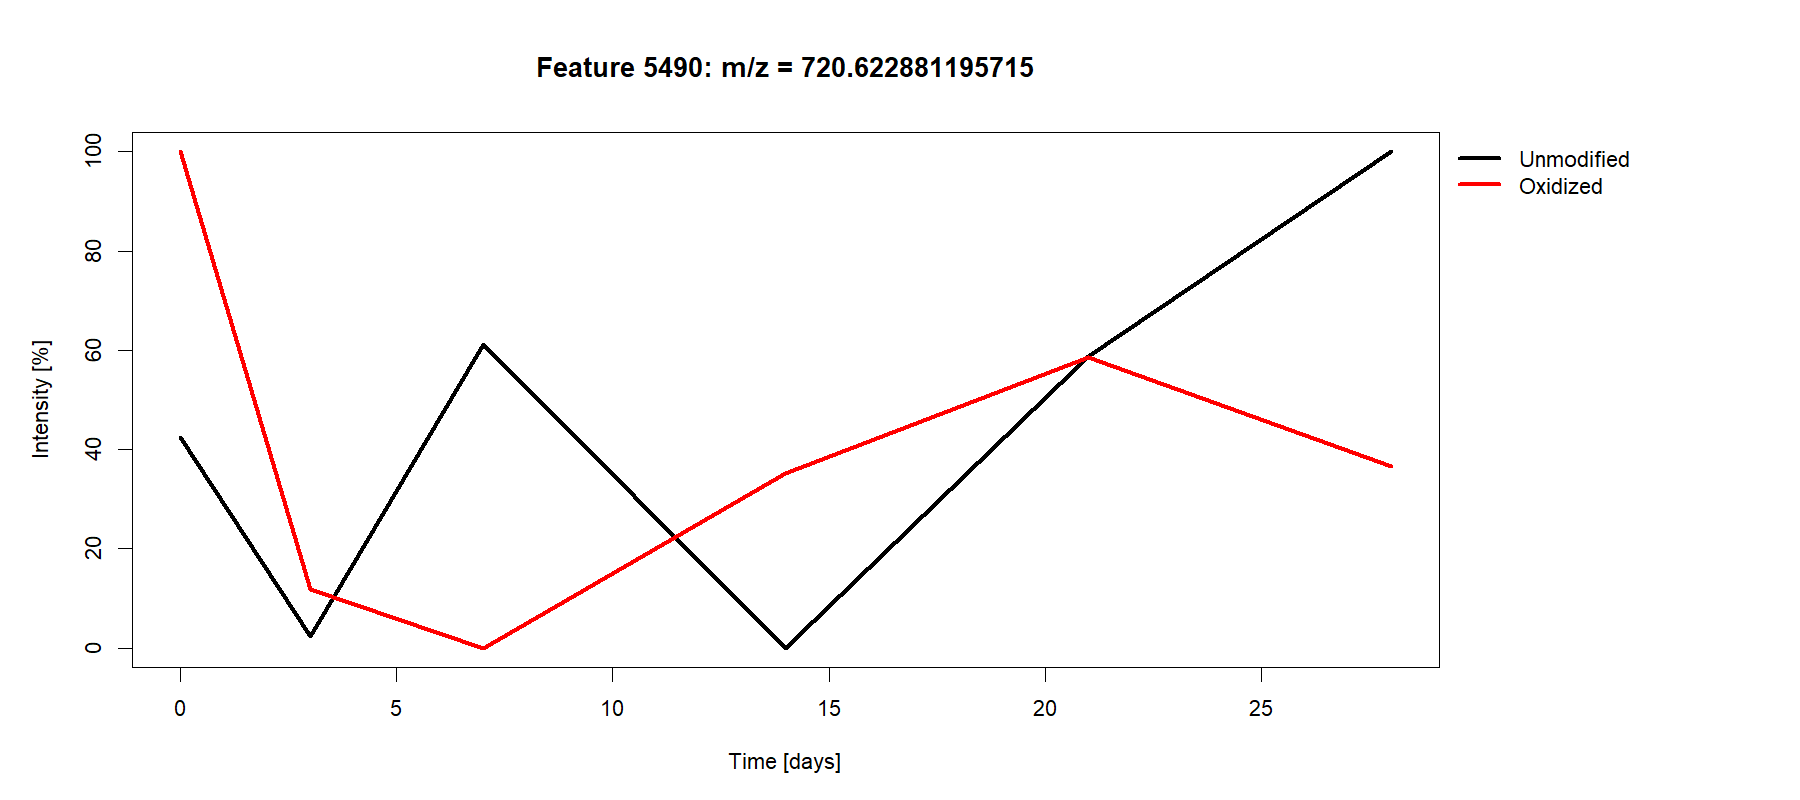 Feature 5490: m/z = 720.622881195715
Unmodified
Oxidized
Intensity [%]
100
80
60
40
20
0
0 5 10 15 20 25
Time [days]